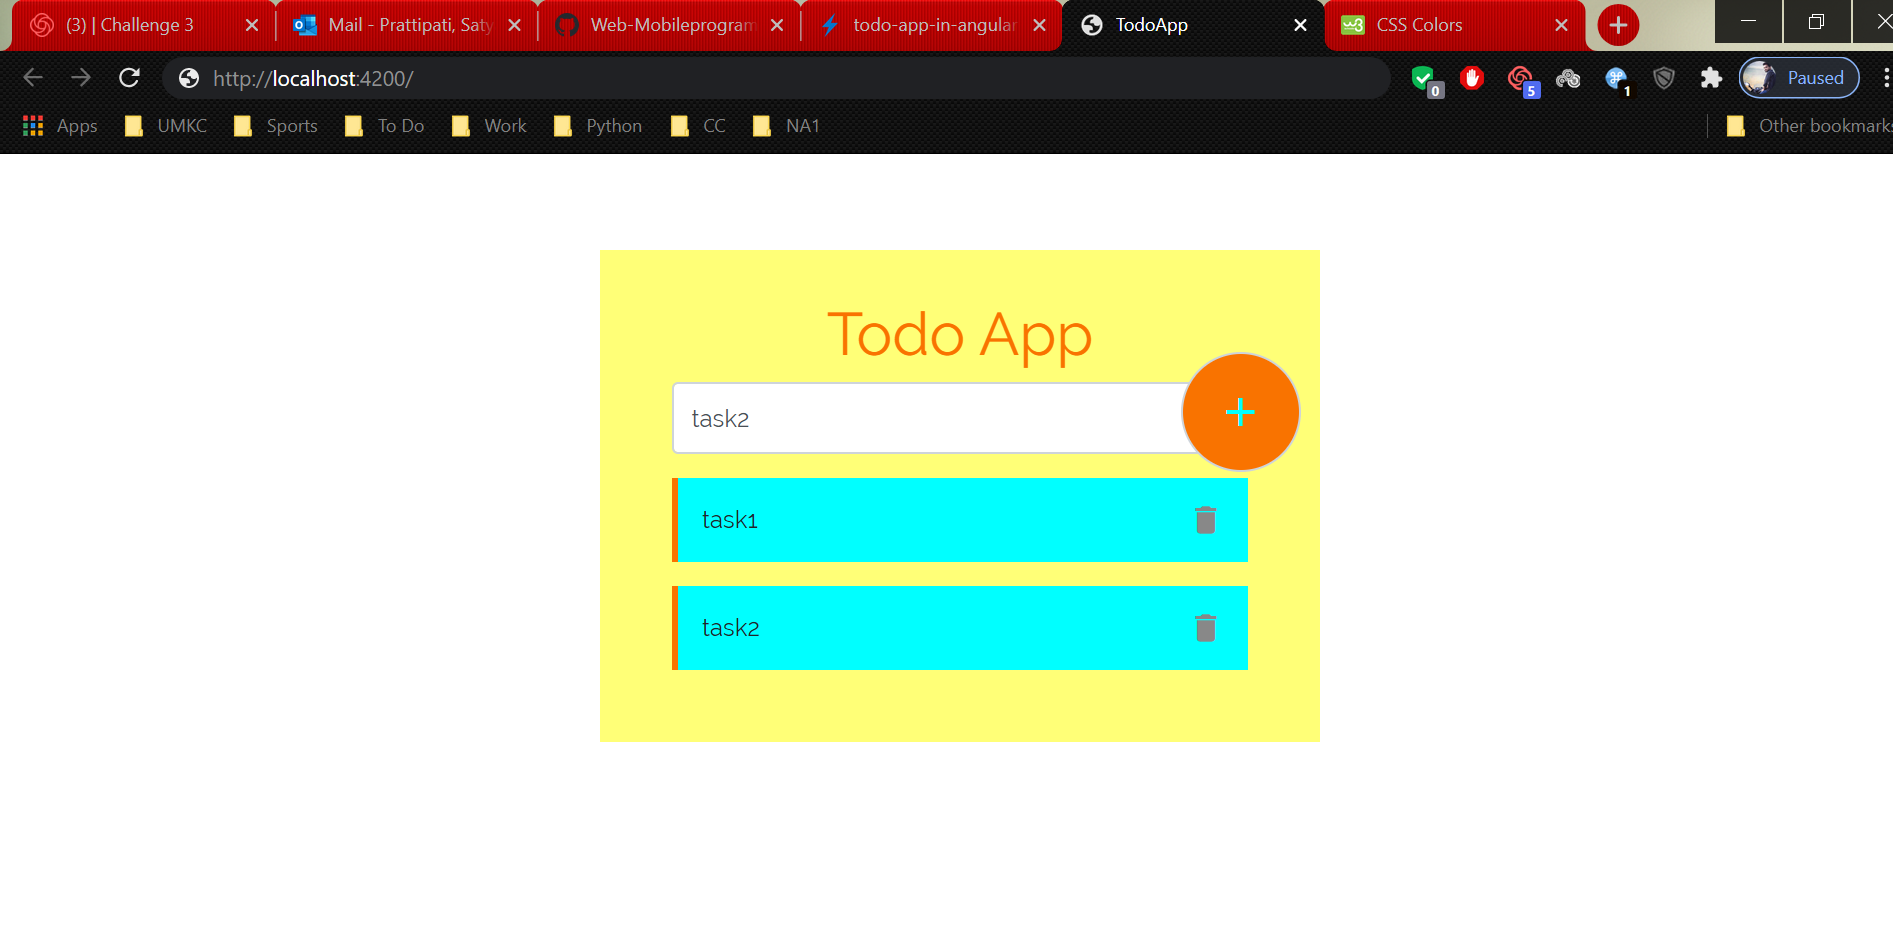 (3) | Challenge 3
Mail - Prattipati, Saty
Web-Mobileprogram
todo-app-in-angular
TodoApp
CSS Colors
http://localhost:4200/
0
5
1
Paused
Apps
UMKC
Sports
To Do
Work
Python
CC
NA1
Other bookmarks
Todo App
task2
+
task1
task2